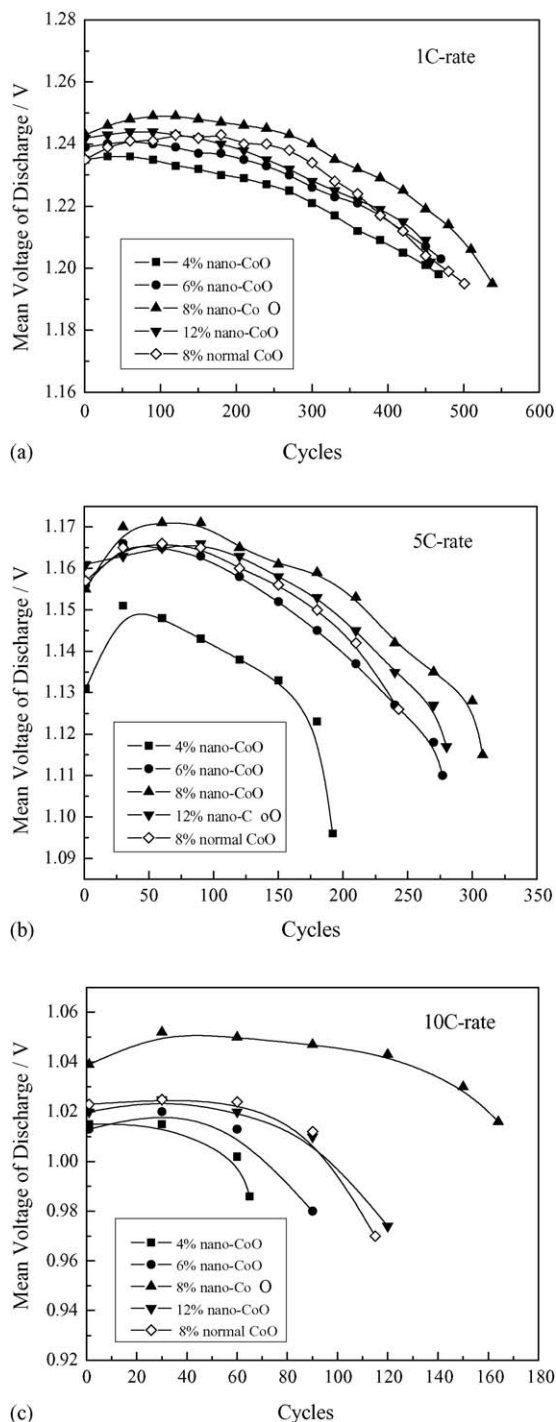 1.28
1C-rate
1.26
1.24
1.22
1.20
1.18
1.16
Mean Voltage of Discharge / V
4% nano-CoO
6% nano-CoO
8% nano-Co O
12% nano-CoO
8% normal CoO
0 100 200 300 400 500 600
Cycles
(a)
5C-rate
1.17
1.16
1.15
1.14
1.13
1.12
1.10
1.09
Mean Voltage of Discharge / V
4% nano-CoO
6% nano-CoO
8% nano-CoO
12% nano-C oO
8% normal CoO
0 50 100 150 200 250 300 350
Cycles
(b)
1.06
10C-rate
1.04
1.02
1.00
0.98
0.96
0.94
0.92
Mean Voltage of Discharge / V
4% nano-CoO
6% nano-CoO
8% nano-Co O
12% nano-CoO
8% normal CoO
0 20 40 60 80 100 120 140 160 180
Cycles
(c)